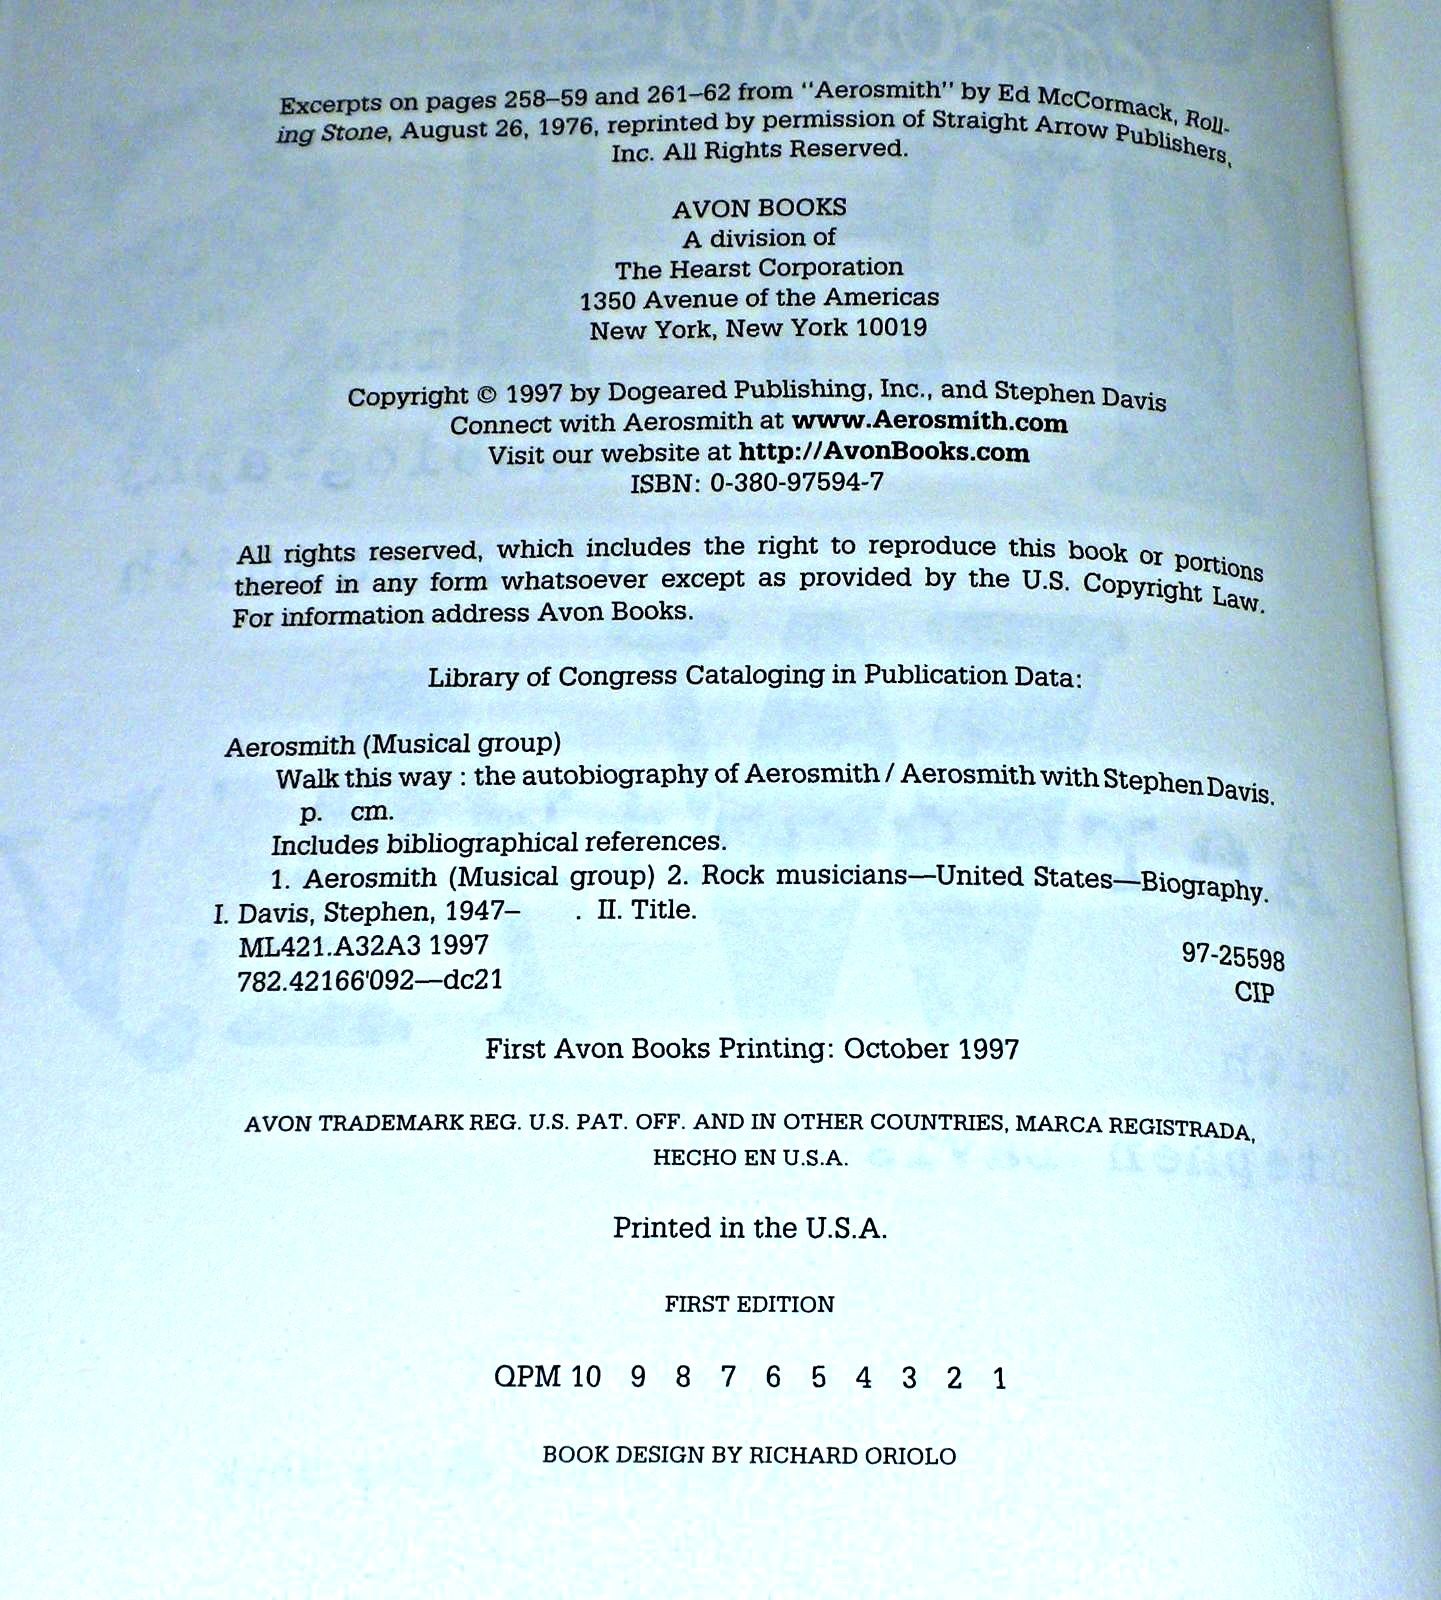 Excerpts on pages 258–59 and 261–62 from "Aerosmith" by Ed McCormack, Roll-
ing Stone, August 26, 1976, reprinted by permission of Straight Arrow Publishers,
Inc. All Rights Reserved.
AVON BOOKS
A division of
The Hearst Corporation
1350 Avenue of the Americas
New York, New York 10019
Copyright © 1997 by Dogeared Publishing, Inc., and Stephen Davis
Connect with Aerosmith at www.Aerosmith.com
Visit our website at http://AvonBooks.com
ISBN: 0-380-97594-7
All rights reserved, which includes the right to reproduce this book or portions
thereof in any form whatsoever except as provided by the U.S. Copyright Law.
For information address Avon Books.
Library of Congress Cataloging in Publication Data:
Aerosmith (Musical group)
Walk this way : the autobiography of Aerosmith / Aerosmith with Stephen Davis.
p. cm.
Includes bibliographical references.
1. Aerosmith (Musical group) 2. Rock musicians—United States—Biography.
I. Davis, Stephen, 1947– . II. Title.
ML421.A32A3 1997
97-25598
782.42166'092—dc21
CIP
First Avon Books Printing: October 1997
AVON TRADEMARK REG. U.S. PAT. OFF. AND IN OTHER COUNTRIES, MARCA REGISTRADA,
HECHO EN U.S.A.
Printed in the U.S.A.
FIRST EDITION
QPM 10 9 8 7 6 5 4 3 2 1
BOOK DESIGN BY RICHARD ORIOLO